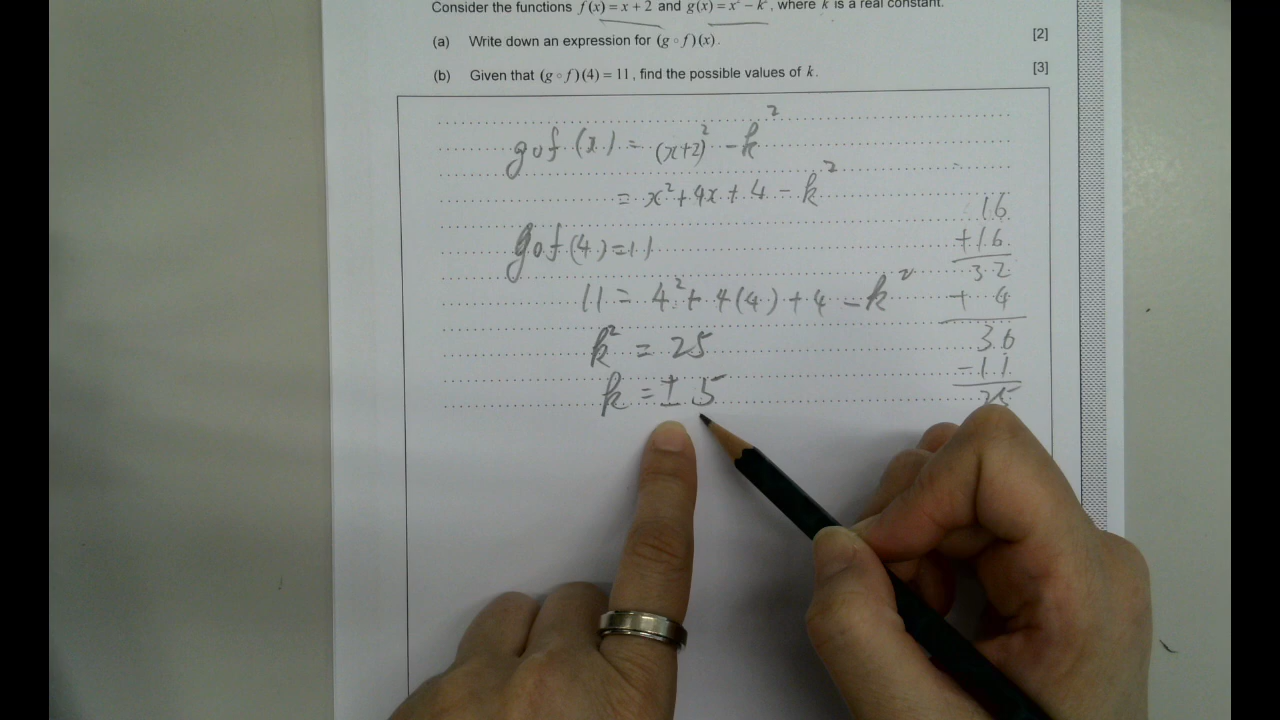 Consider the functions f(x) = x + 2 and g(x) = x² − k², where k is a real constant.
(a) Write down an expression for (g ∘ f)(x). [2]
(b) Given that (g ∘ f)(4) = 11, find the possible values of k. [3]
gof (x) = (x+2)² - k²
= x² + 4x + 4 - k²
gof (4) = 11
11 = 4² + 4(4) + 4 - k²
k² = 25
k = ± 5
16
+16
32
+ 4
36
-11
25